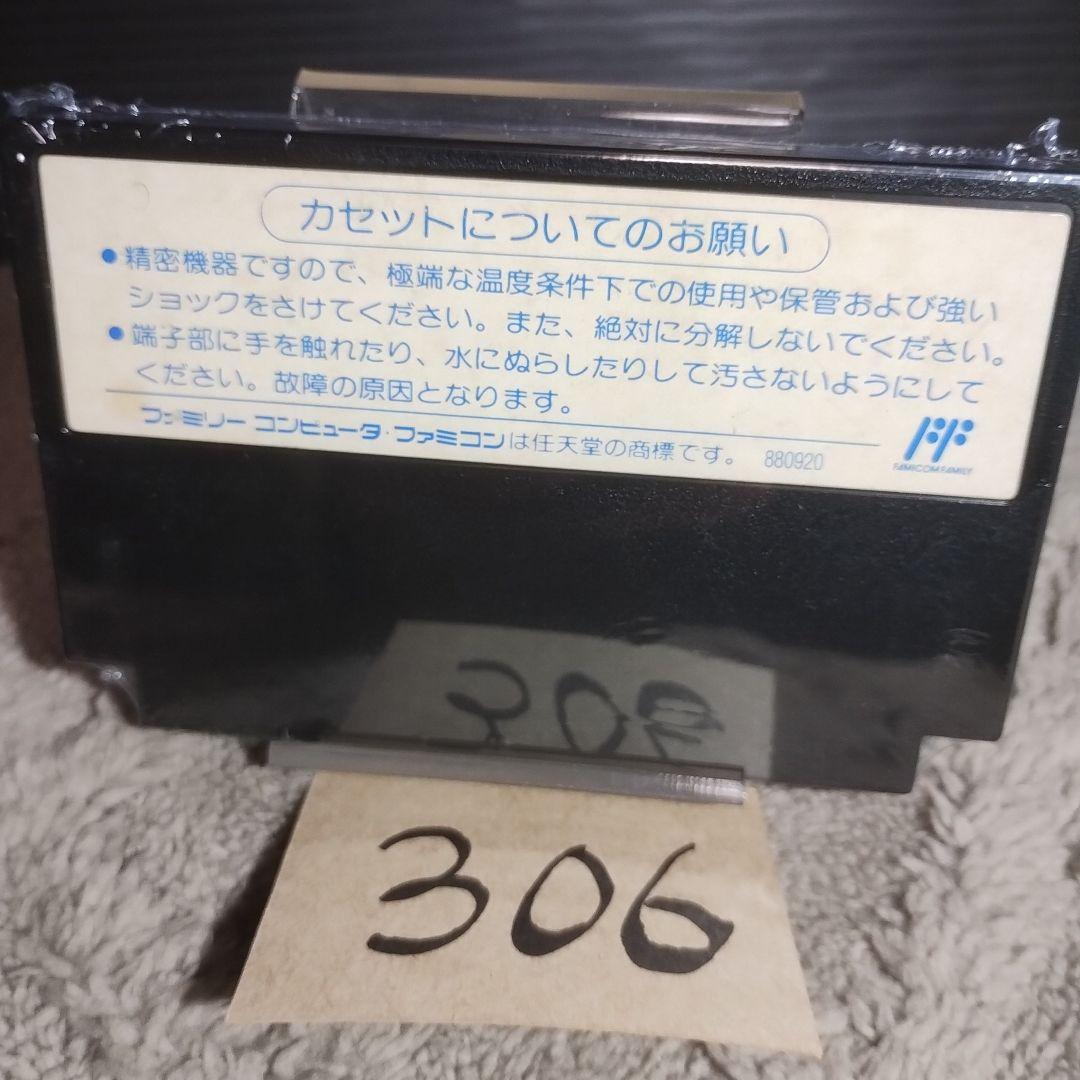 カセットについてのお願い
●精密機器ですので、極端な温度条件下での使用や保管および強い
ショックをさけてください。また、絶対に分解しないでください。
●端子部に手を触れたり、水にぬらしたりして汚さないようにして
ください。故障の原因となります。
ファミリーコンピュータ・ファミコンは任天堂の商標です。 880920
FAMICOM FAMILY
306